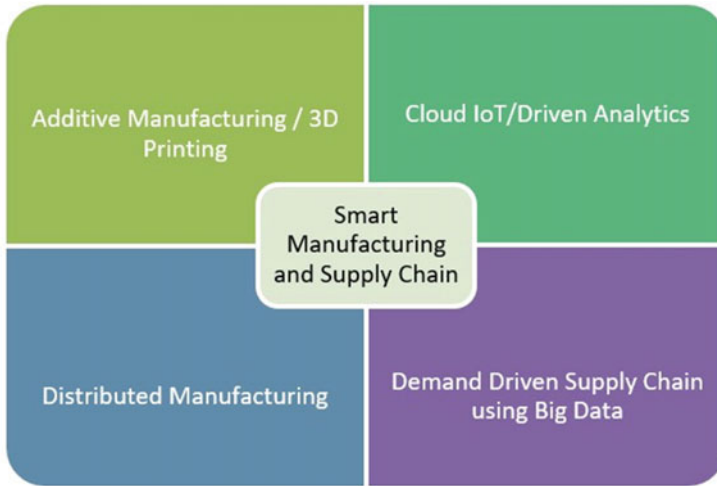 Additive Manufacturing / 3D
Printing
Cloud IoT/Driven Analytics
Smart
Manufacturing
and Supply Chain
Distributed Manufacturing
Demand Driven Supply Chain
using Big Data